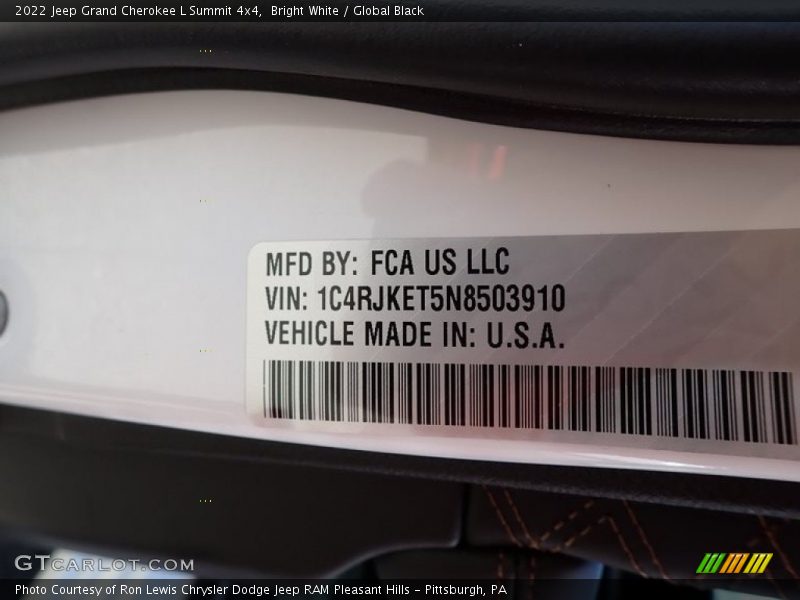 2022 Jeep Grand Cherokee L Summit 4x4, Bright White / Global Black
MFD BY: FCA US LLC
VIN: 1C4RJKET5N8503910
VEHICLE MADE IN: U.S.A.
GTCARLOT.COM
Photo Courtesy of Ron Lewis Chrysler Dodge Jeep RAM Pleasant Hills - Pittsburgh, PA